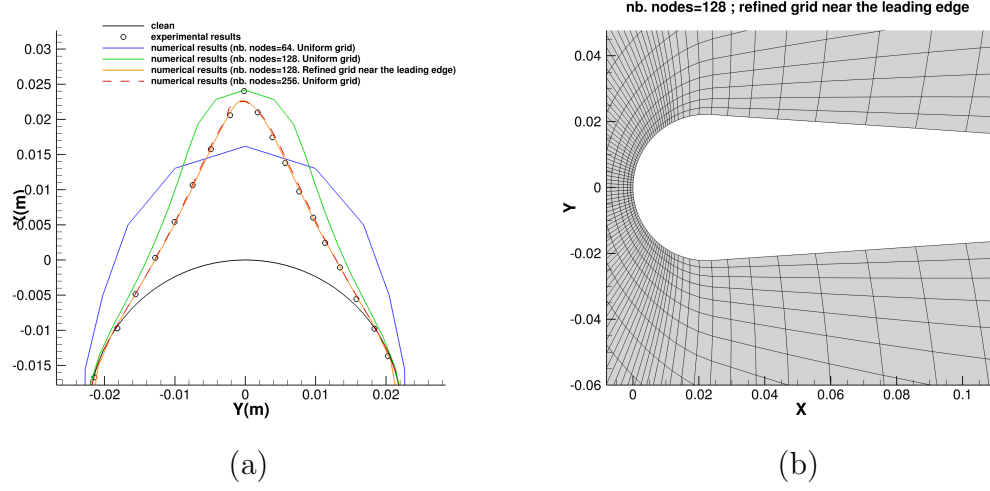 nb. nodes=128 ; refined grid near the leading edge
clean
experimental results
numerical results (nb. nodes=64. Uniform grid)
numerical results (nb. nodes=128. Uniform grid)
numerical results (nb. nodes=128. Refined grid near the leading edge)
numerical results (nb. nodes=256. Uniform grid)
0.03
0.025
0.02
0.015
0.01
0.005
0
-0.005
-0.01
-0.015
X(m)
-0.02 -0.01 0 0.01 0.02
Y(m)
(a)
0.04
0.02
0
-0.02
-0.04
-0.06
Y
0 0.02 0.04 0.06 0.08 0.1
X
(b)